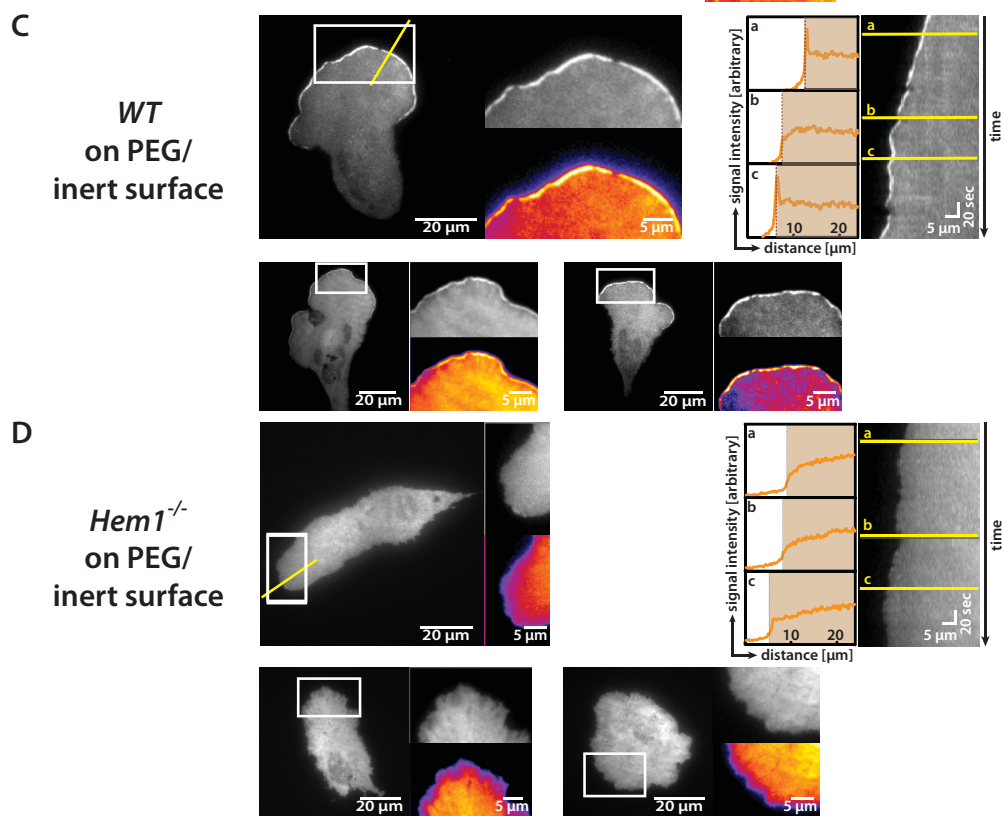 C
WT
on PEG/
inert surface
20 µm
5 µm
signal intensity [arbitrary]
a
b
c
10
20
distance [µm]
a
b
c
5 µm
20 sec
time
20 µm
5 µm
20 µm
5 µm
D
Hem1-/-
on PEG/
inert surface
20 µm
5 µm
signal intensity [arbitrary]
a
b
c
10
20
distance [µm]
a
b
c
5 µm
20 sec
time
20 µm
5 µm
20 µm
5 µm